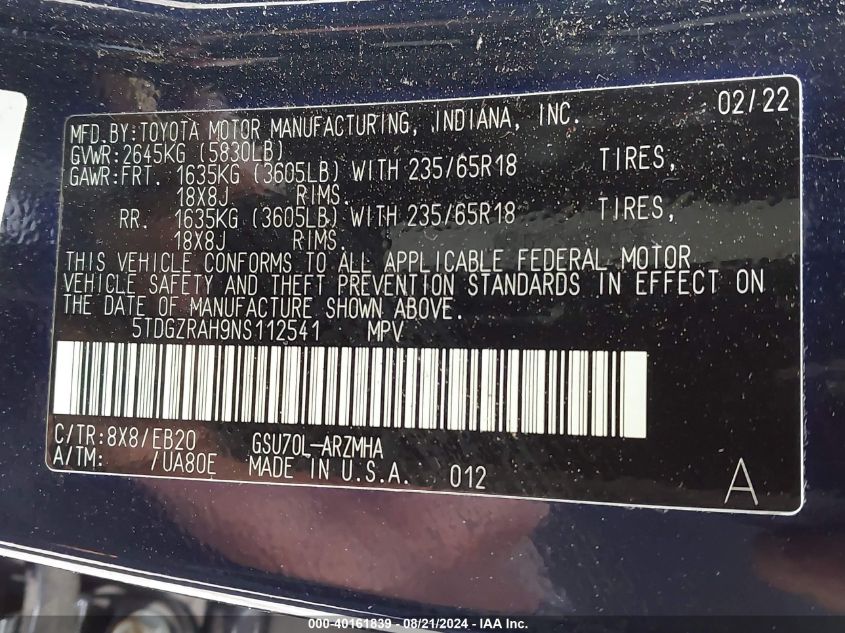 02/22
MFD.BY:TOYOTA MOTOR MANUFACTURING, INDIANA, INC.
GVWR:2645KG (5830LB)
GAWR:FRT. 1635KG (3605LB) WITH 235/65R18 TIRES,
18X8J RIMS.
RR. 1635KG (3605LB) WITH 235/65R18 TIRES,
18X8J RIMS.
THIS VEHICLE CONFORMS TO ALL APPLICABLE FEDERAL MOTOR
VEHICLE SAFETY AND THEFT PREVENTION STANDARDS IN EFFECT ON
THE DATE OF MANUFACTURE SHOWN ABOVE.
5TDGZRAH9NS112541 MPV
C/TR:8X8/EB20 GSU70L-ARZMHA
A/TM: /UA80E MADE IN U.S.A. 012
A
000-40161839 - 08/21/2024 - IAA Inc.